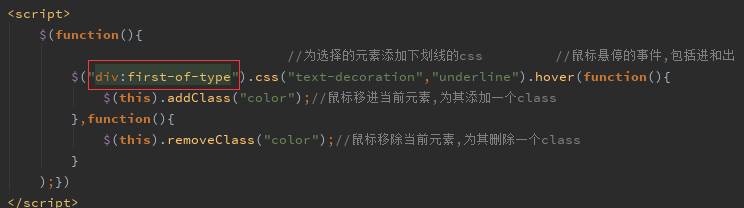 <script>
$(function(){
//为选择的元素添加下划线的css //鼠标悬停的事件,包括进和出
$("div:first-of-type").css("text-decoration","underline").hover(function(){
$(this).addClass("color");//鼠标移进当前元素,为其添加一个class
},function(){
$(this).removeClass("color");//鼠标移除当前元素,为其删除一个class
}
);})
</script>